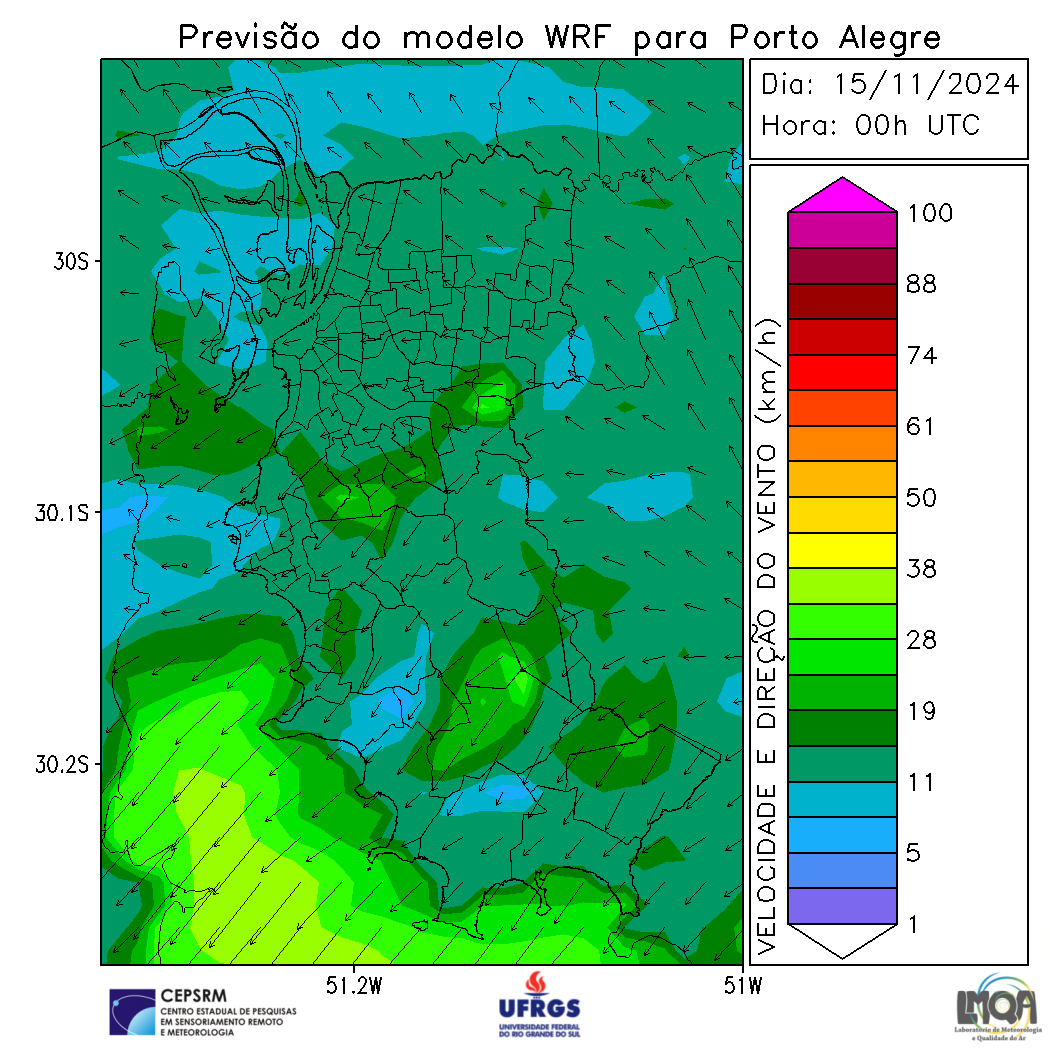 Previsão do modelo WRF para Porto Alegre
Dia: 15/11/2024
Hora: 00h UTC
30S
30.1S
30.2S
51.2W
51W
VELOCIDADE E DIREÇÃO DO VENTO (km/h)
100
88
74
61
50
38
28
19
11
5
1
CEPSRM
CENTRO ESTADUAL DE PESQUISAS
EM SENSORIAMENTO REMOTO
E METEOROLOGIA
UFRGS
UNIVERSIDADE FEDERAL
DO RIO GRANDE DO SUL
LMQA
Laboratório de Meteorologia
e Qualidade do Ar